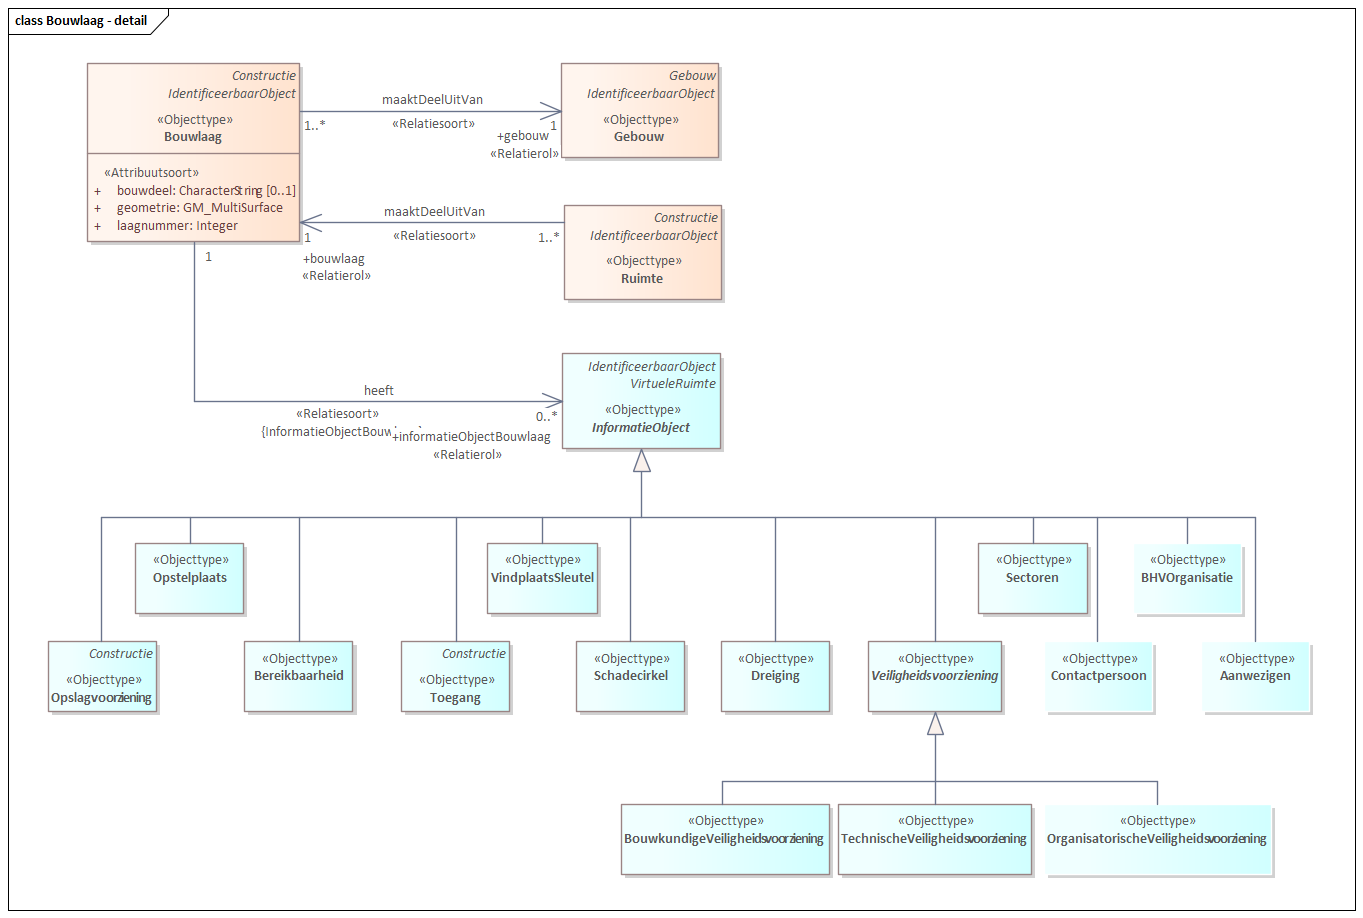 class Bouwlaag - detail
Constructie
IdentificeerbaarObject
«Objecttype»
Bouwlaag
«Attribuutsoort»
+ bouwdeel: CharacterString [0..1]
+ geometrie: GM_MultiSurface
+ laagnummer: Integer
maaktDeelUitVan
«Relatiesoort»
1..*
1
+gebouw
«Relatierol»
Gebouw
IdentificeerbaarObject
«Objecttype»
Gebouw
maaktDeelUitVan
«Relatiesoort»
1
1..*
+bouwlaag
«Relatierol»
Constructie
IdentificeerbaarObject
«Objecttype»
Ruimte
1
heeft
«Relatiesoort»
0..*
+informatieObjectBouwlaag
«Relatierol»
IdentificeerbaarObject
VirtueleRuimte
«Objecttype»
InformatieObject
«Objecttype»
Opstelplaats
«Objecttype»
VindplaatsSleutel
«Objecttype»
Sectoren
«Objecttype»
BHVOrganisatie
Constructie
«Objecttype»
Opslagvoorziening
«Objecttype»
Bereikbaarheid
Constructie
«Objecttype»
Toegang
«Objecttype»
Schadecirkel
«Objecttype»
Dreiging
«Objecttype»
Veiligheidsvoorziening
«Objecttype»
Contactpersoon
«Objecttype»
Aanwezigen
«Objecttype»
BouwkundigeVeiligheidsvoorziening
«Objecttype»
TechnischeVeiligheidsvoorziening
«Objecttype»
OrganisatorischeVeiligheidsvoorziening